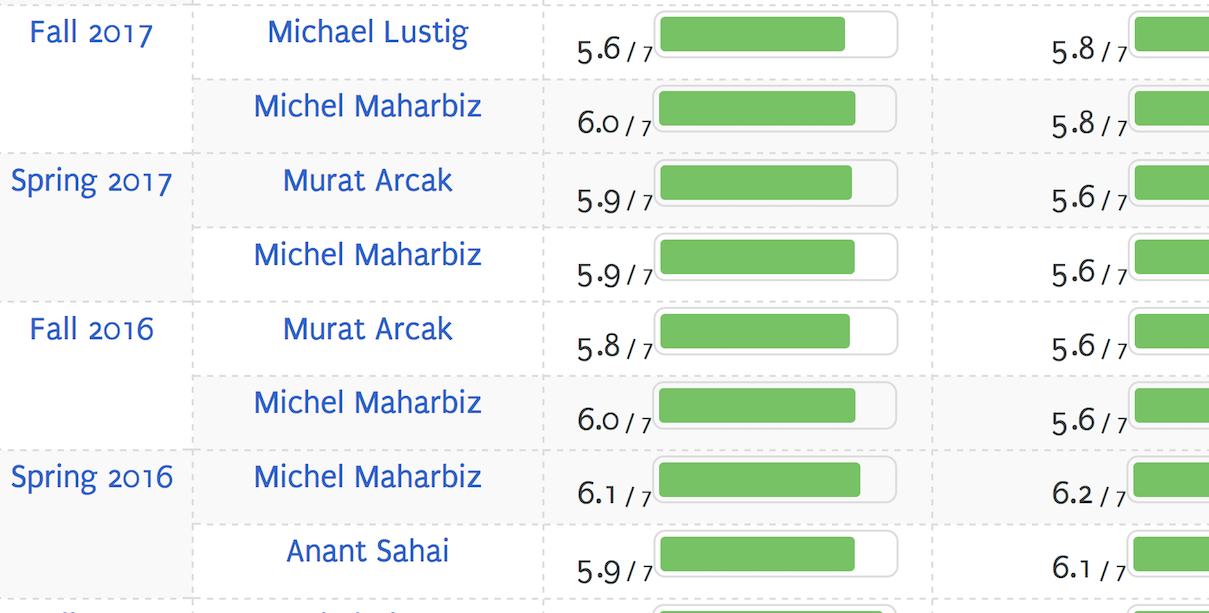 Fall 2017 Michael Lustig 5.6 / 7 5.8 / 7
Michel Maharbiz 6.0 / 7 5.8 / 7
Spring 2017 Murat Arcak 5.9 / 7 5.6 / 7
Michel Maharbiz 5.9 / 7 5.6 / 7
Fall 2016 Murat Arcak 5.8 / 7 5.6 / 7
Michel Maharbiz 6.0 / 7 5.6 / 7
Spring 2016 Michel Maharbiz 6.1 / 7 6.2 / 7
Anant Sahai 5.9 / 7 6.1 / 7